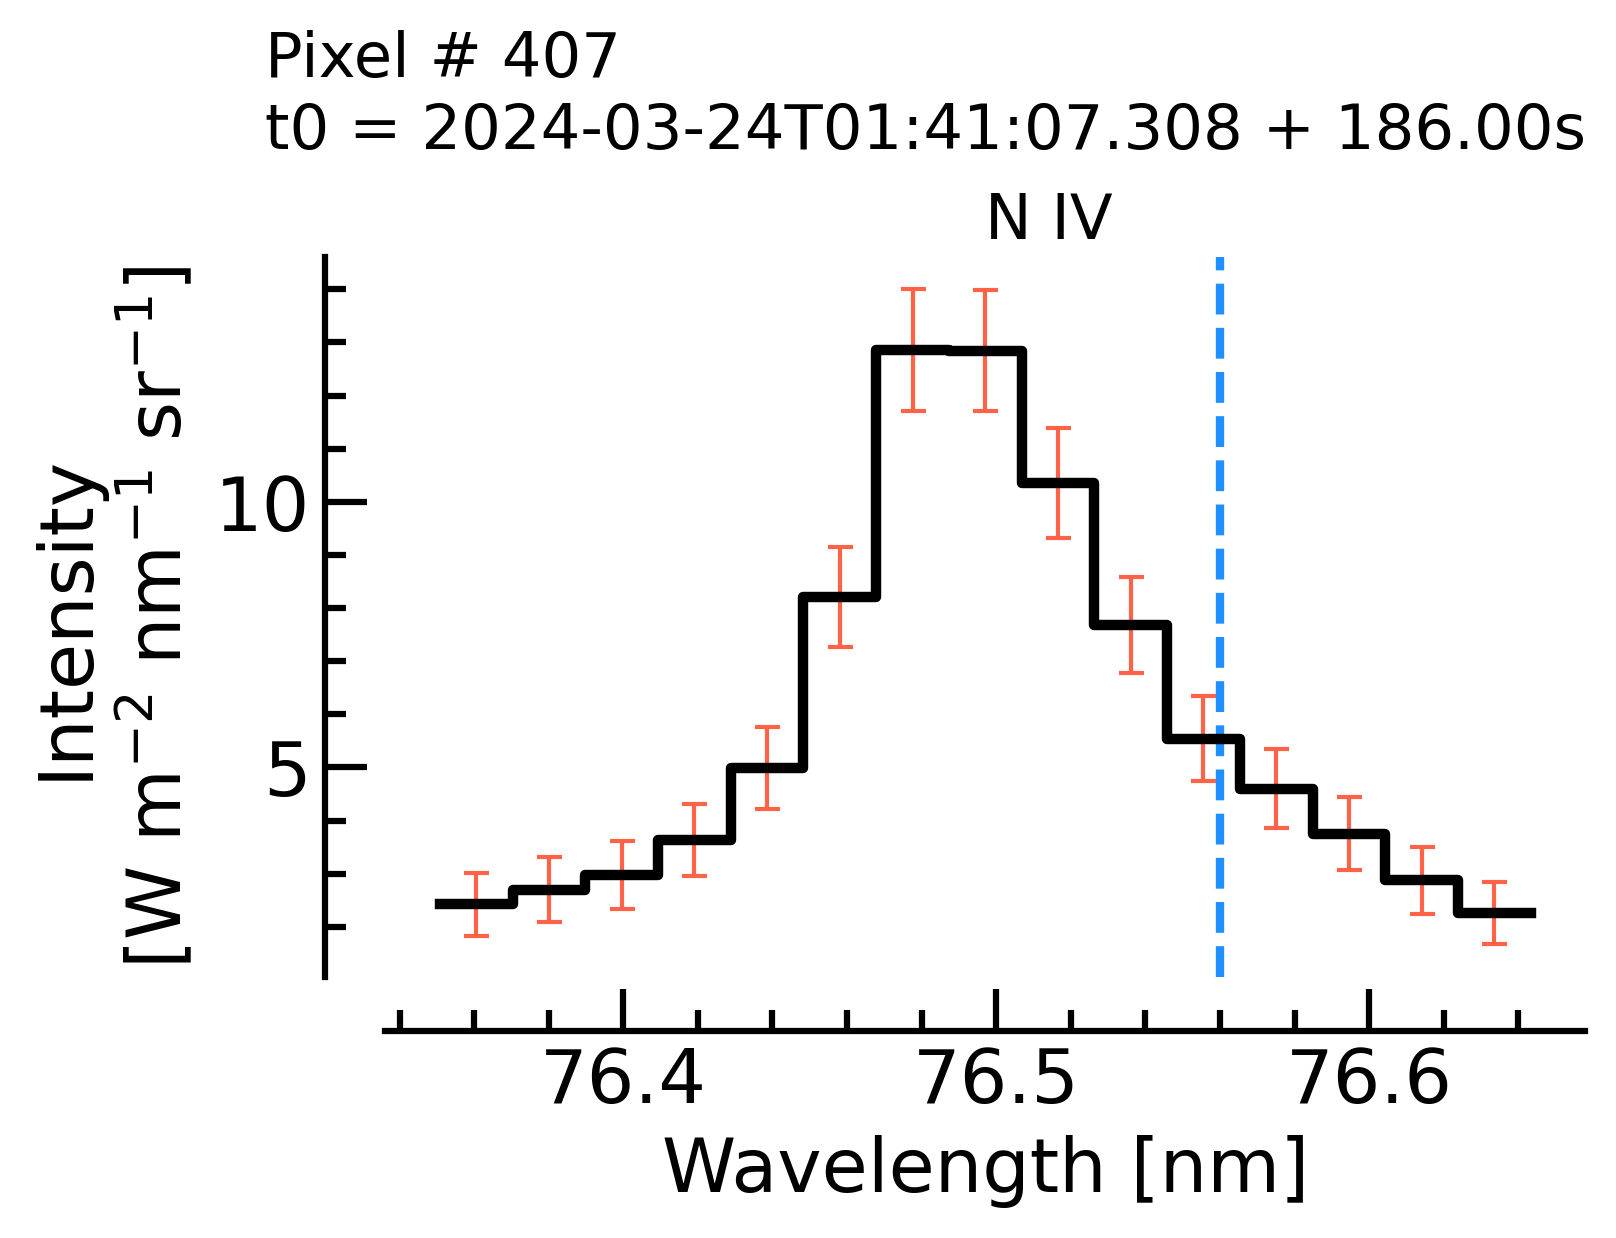 Pixel # 407
t0 = 2024-03-24T01:41:07.308 + 186.00s
N IV
Intensity
[W m⁻² nm⁻¹ sr⁻¹]
10
5
76.4 76.5 76.6
Wavelength [nm]